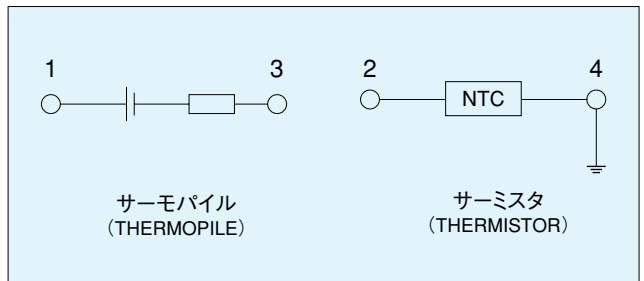 1 3 2 4
NTC
サーモパイル
(THERMOPILE)
サーミスタ
(THERMISTOR)